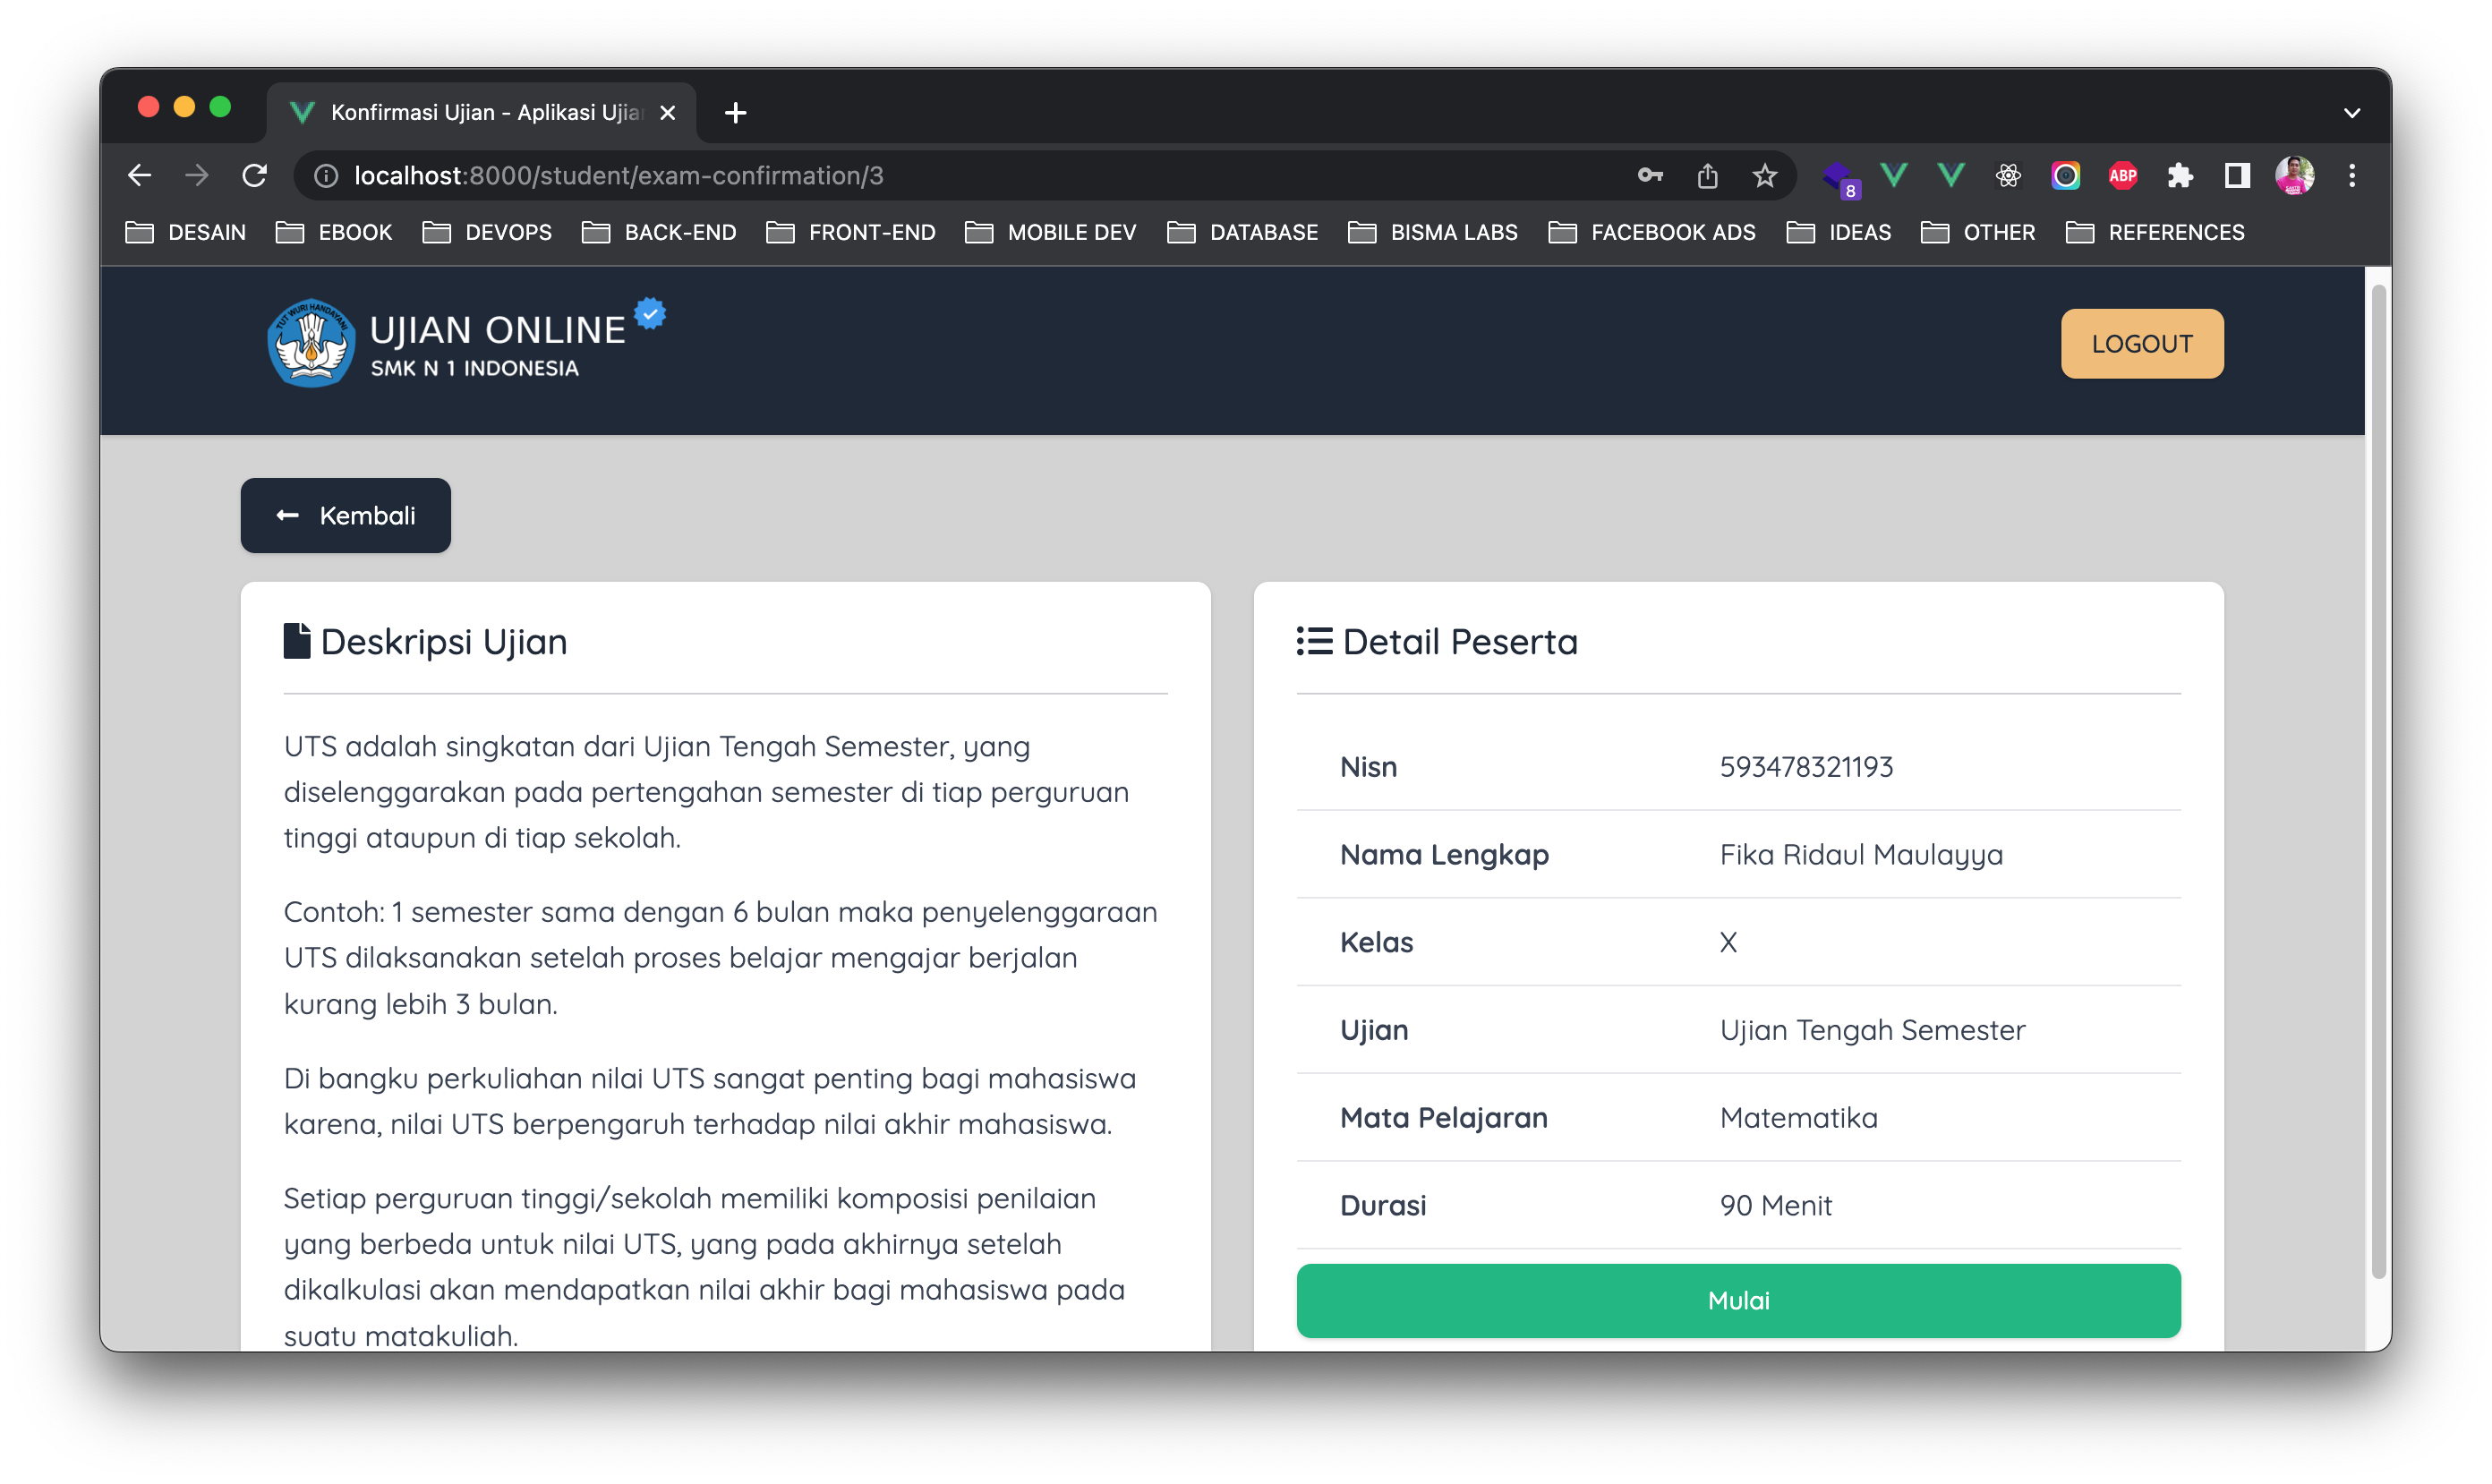 Konfirmasi Ujian - Aplikasi Ujian
localhost:8000/student/exam-confirmation/3
8
ABP
DESAIN
EBOOK
DEVOPS
BACK-END
FRONT-END
MOBILE DEV
DATABASE
BISMA LABS
FACEBOOK ADS
IDEAS
OTHER
REFERENCES
TUT WURI HANDAYANI
UJIAN ONLINE
SMK N 1 INDONESIA
LOGOUT
Kembali
Deskripsi Ujian
UTS adalah singkatan dari Ujian Tengah Semester, yang
diselenggarakan pada pertengahan semester di tiap perguruan
tinggi ataupun di tiap sekolah.
Contoh: 1 semester sama dengan 6 bulan maka penyelenggaraan
UTS dilaksanakan setelah proses belajar mengajar berjalan
kurang lebih 3 bulan.
Di bangku perkuliahan nilai UTS sangat penting bagi mahasiswa
karena, nilai UTS berpengaruh terhadap nilai akhir mahasiswa.
Setiap perguruan tinggi/sekolah memiliki komposisi penilaian
yang berbeda untuk nilai UTS, yang pada akhirnya setelah
dikalkulasi akan mendapatkan nilai akhir bagi mahasiswa pada
suatu matakuliah.
Detail Peserta
Nisn 593478321193
Nama Lengkap Fika Ridaul Maulayya
Kelas X
Ujian Ujian Tengah Semester
Mata Pelajaran Matematika
Durasi 90 Menit
Mulai